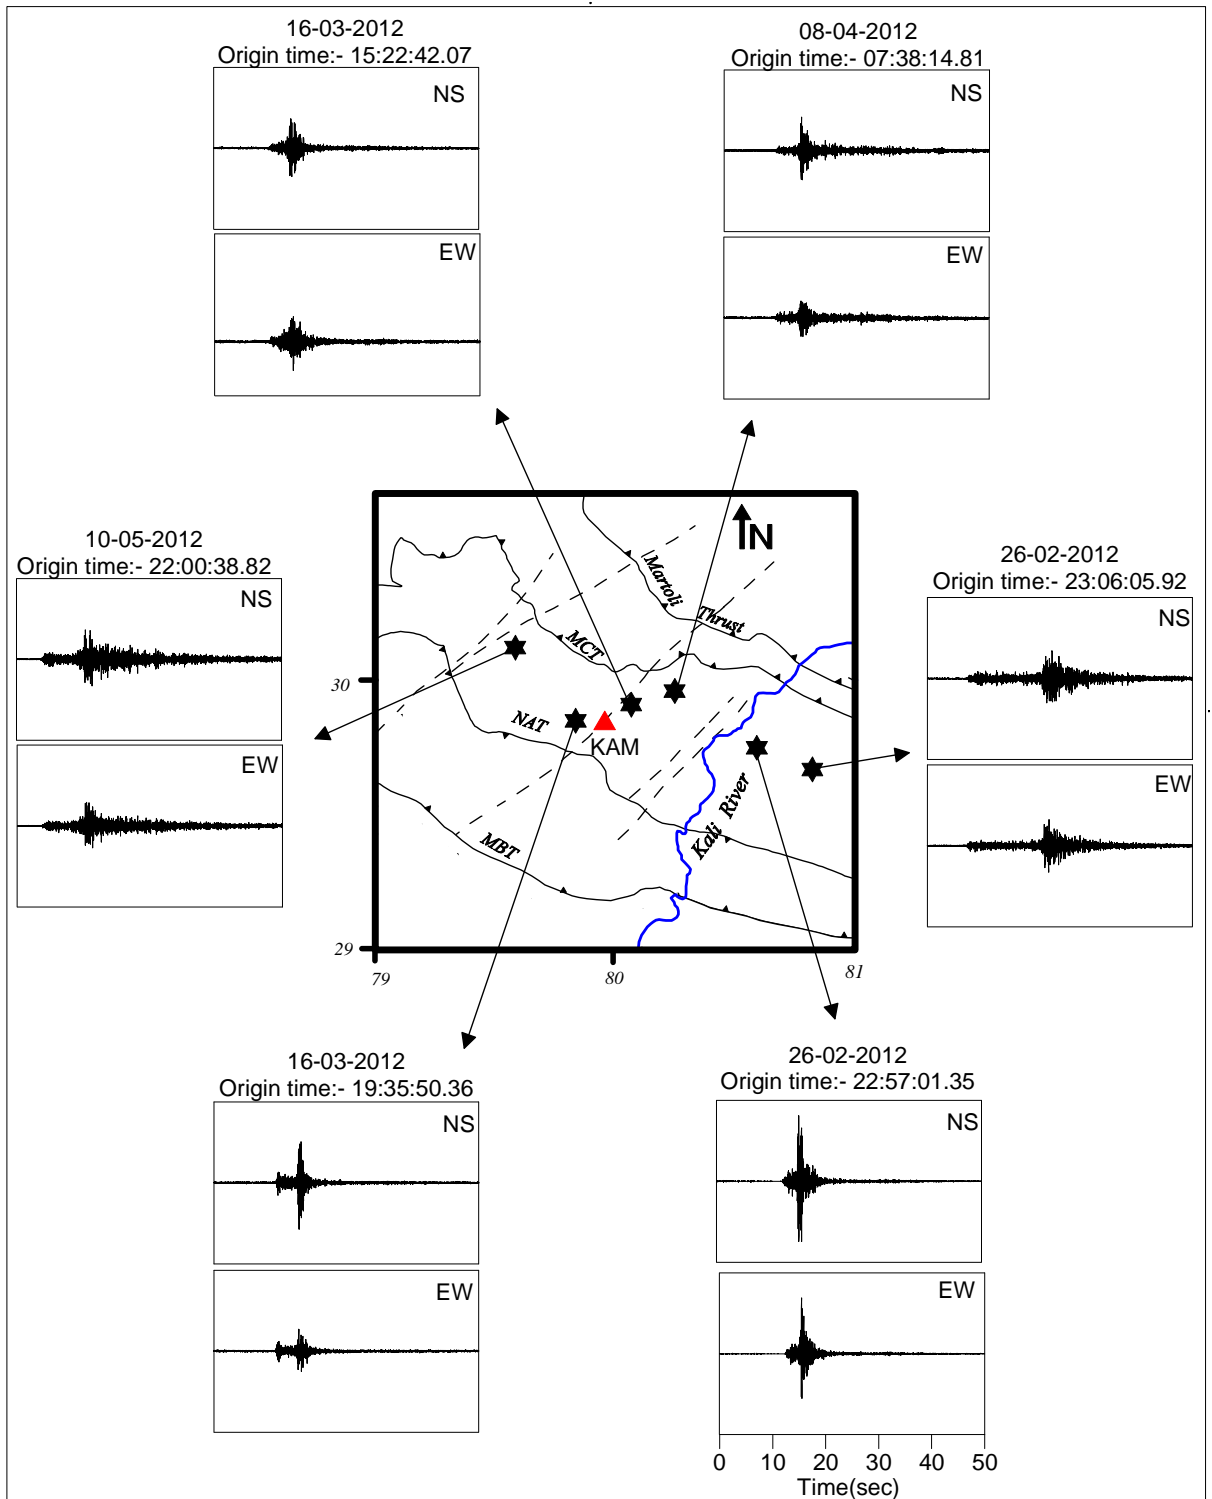 16-03-2012
Origin time:- 15:22:42.07
NS
EW
08-04-2012
Origin time:- 07:38:14.81
NS
EW
10-05-2012
Origin time:- 22:00:38.82
NS
EW
26-02-2012
Origin time:- 23:06:05.92
NS
EW
N
Martoli Thrust
MCT
NAT
KAM
MBT
Kali River
30
29
79
80
81
16-03-2012
Origin time:- 19:35:50.36
NS
EW
26-02-2012
Origin time:- 22:57:01.35
NS
EW
0 10 20 30 40 50
Time(sec)